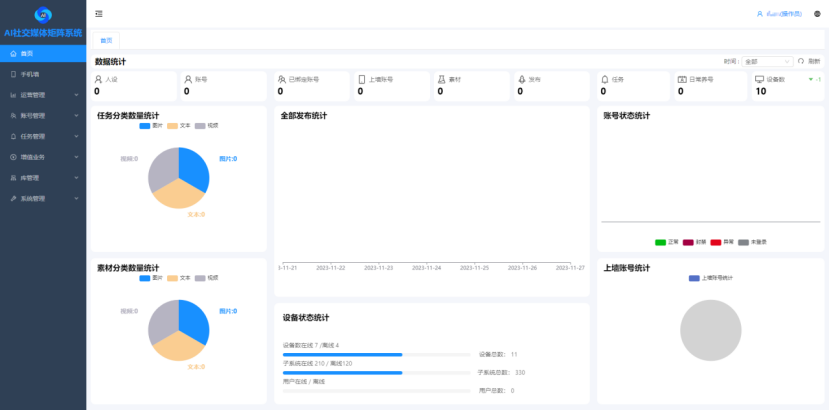 AI社交媒体矩阵系统
首页
手机墙
运营管理
账号管理
任务管理
增值业务
库管理
系统管理
fuan(操作员)
首页
数据统计
时间： 全部 刷新
人设
0
账号
0
已绑定账号
0
上墙账号
0
素材
0
发布
0
任务
0
日常养号
0
设备数
-1
10
任务分类数量统计
图片 文本 视频
视频:0
图片:0
文本:0
全部发布统计
3-11-21 2023-11-22 2023-11-23 2023-11-24 2023-11-25 2023-11-26 2023-11-27
账号状态统计
正常 封禁 异常 未登录
素材分类数量统计
图片 文本 视频
视频:0
图片:0
文本:0
设备状态统计
设备数在线 7 /离线 4
设备总数： 11
子系统在线 210 / 离线120
子系统总数： 330
用户在线 / 离线
用户总数： 0
上墙账号统计
上墙账号统计